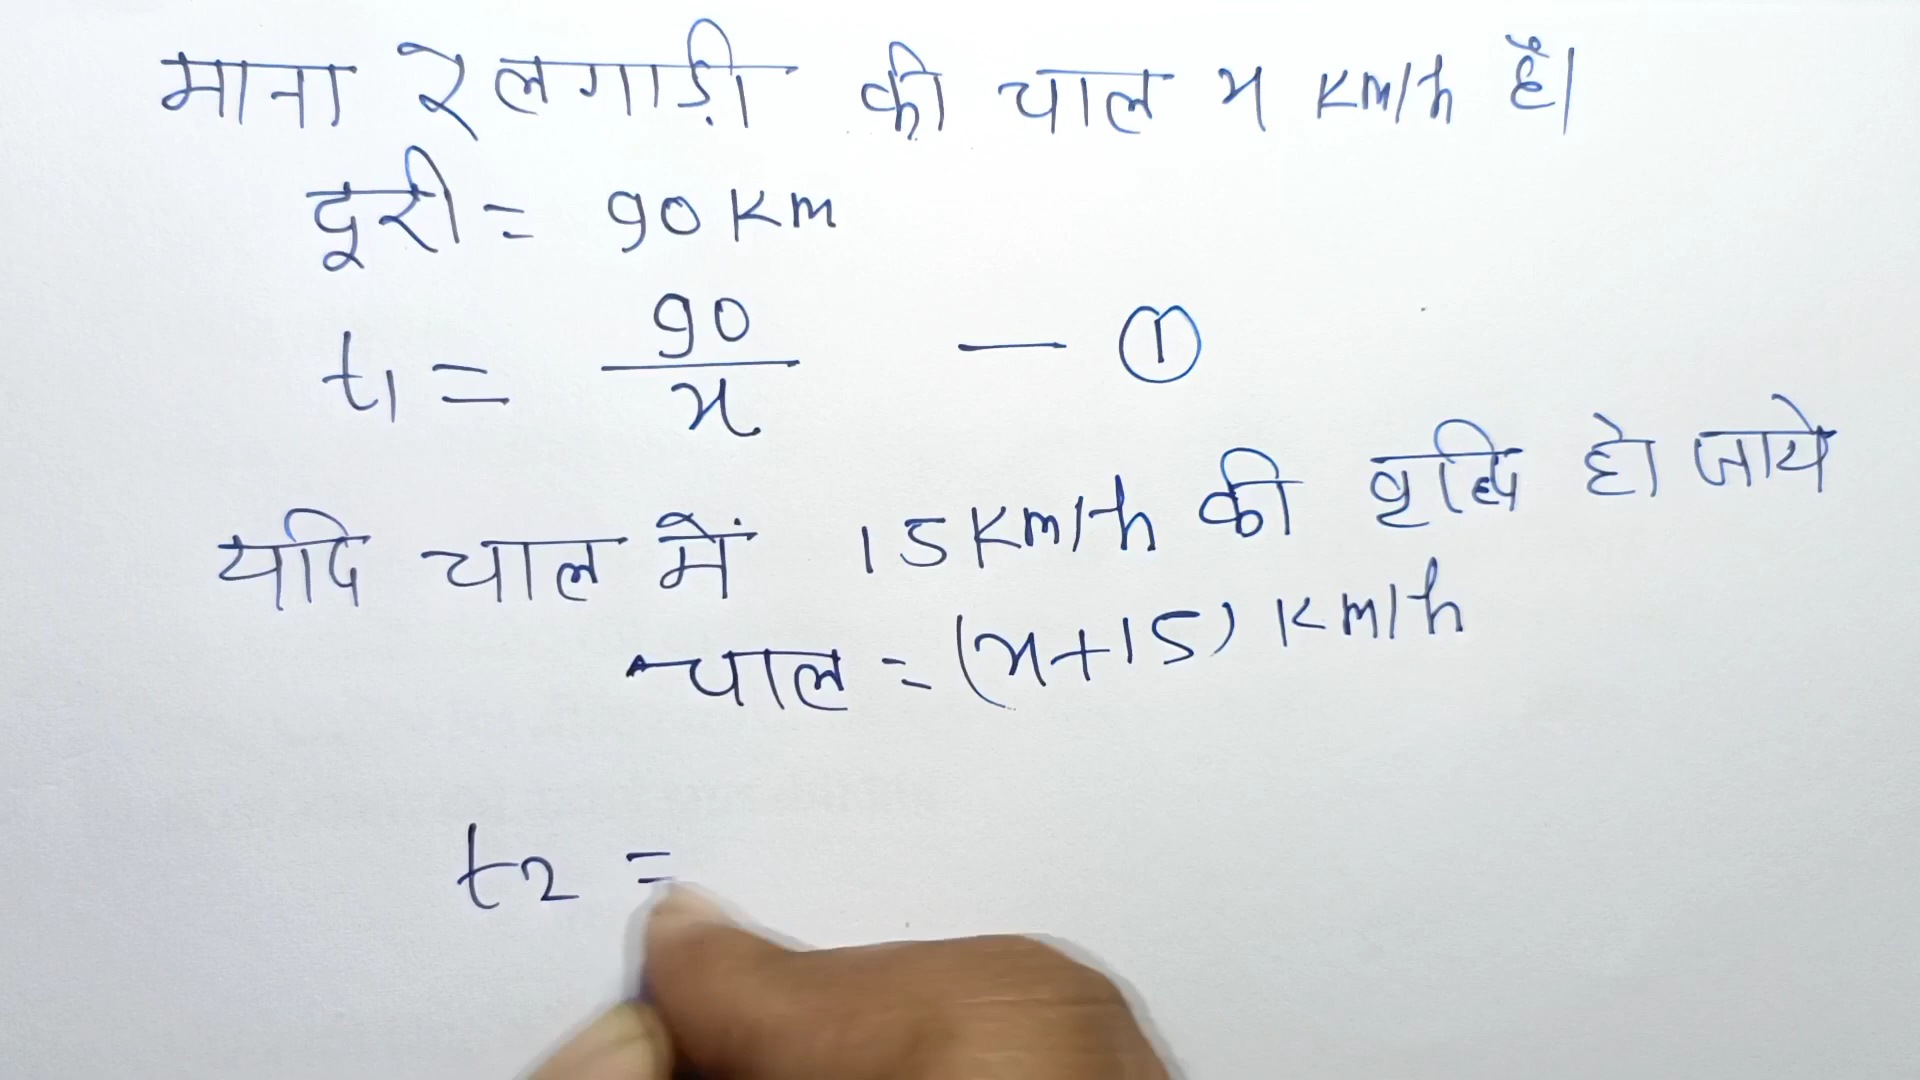 माना रेलगाड़ी की चाल x km/h है।
दूरी = 90 km
t1 = 90/x — ①
यदि चाल में 15 km/h की वृद्धि हो जाये
चाल = (x+15) km/h
t2 =